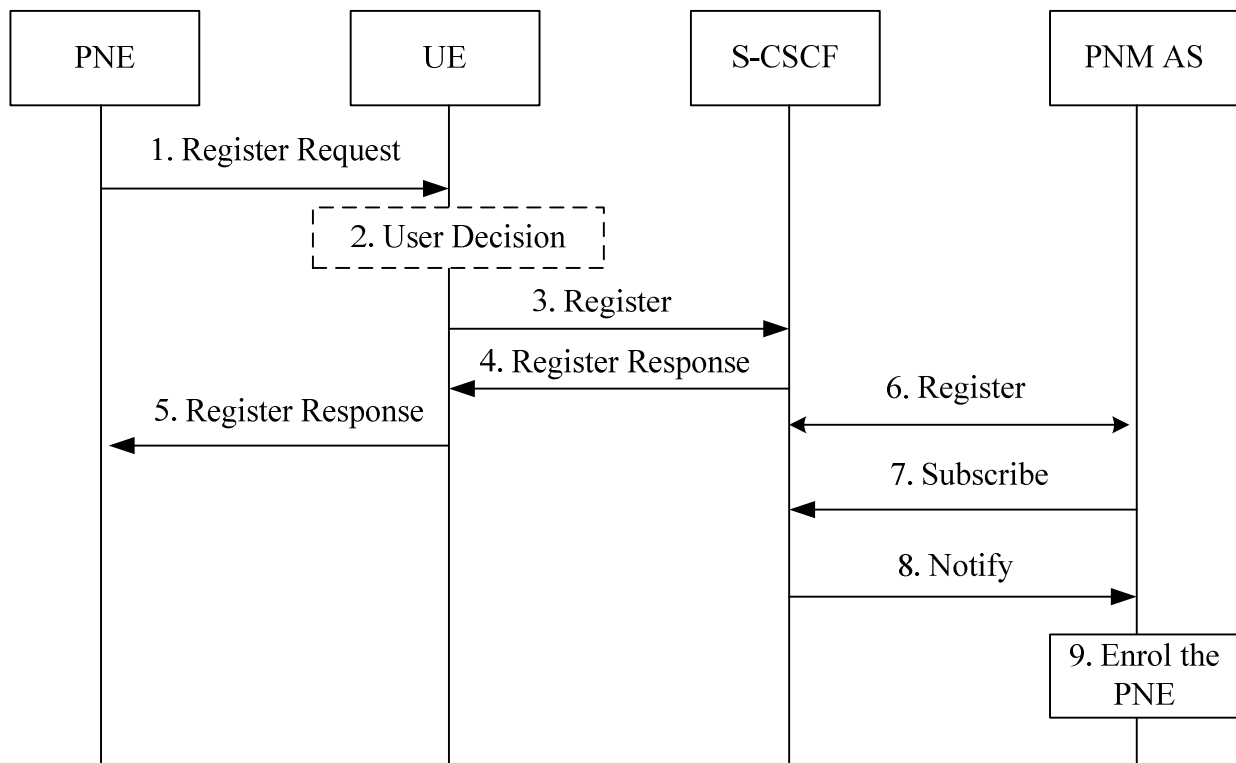 PNE
UE
S-CSCF
PNM AS
1. Register Request
2. User Decision
3. Register
4. Register Response
5. Register Response
6. Register
7. Subscribe
8. Notify
9. Enrol the
PNE